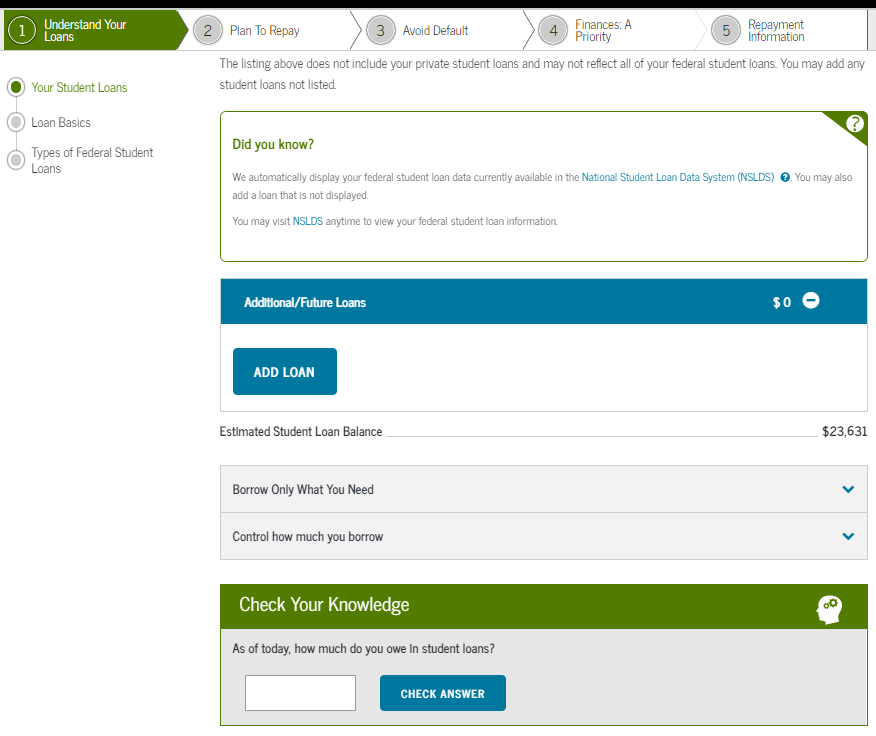 1 Understand Your Loans
2 Plan To Repay
3 Avoid Default
4 Finances: A Priority
5 Repayment Information
Your Student Loans
Loan Basics
Types of Federal Student
Loans
The listing above does not include your private student loans and may not reflect all of your federal student loans. You may add any
student loans not listed.
?
Did you know?
We automatically display your federal student loan data currently available in the National Student Loan Data System (NSLDS) ?. You may also
add a loan that is not displayed.
You may visit NSLDS anytime to view your federal student loan information.
Additional/Future Loans $ 0
ADD LOAN
Estimated Student Loan Balance $23,631
Borrow Only What You Need
Control how much you borrow
Check Your Knowledge
As of today, how much do you owe in student loans?
CHECK ANSWER